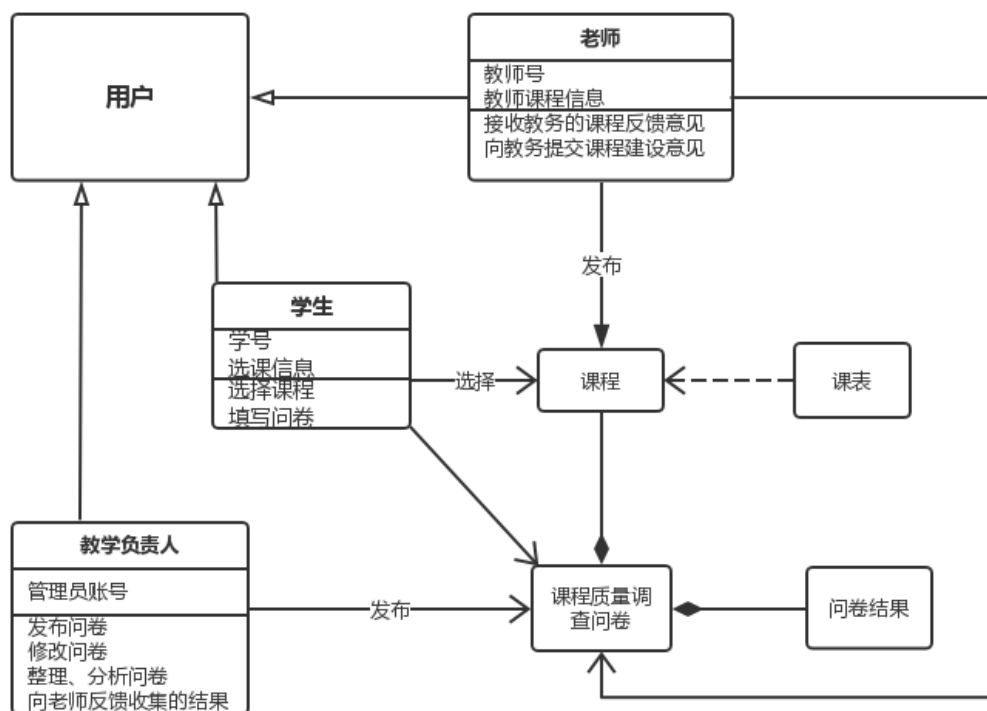 用户
老师
教师号
教师课程信息
接收教务的课程反馈意见
向教务提交课程建设意见
发布
学生
学号
选课信息
选择课程
填写问卷
选择
课程
课表
教学负责人
管理员账号
发布问卷
修改问卷
整理、分析问卷
向老师反馈收集的结果
发布
课程质量调
查问卷
问卷结果